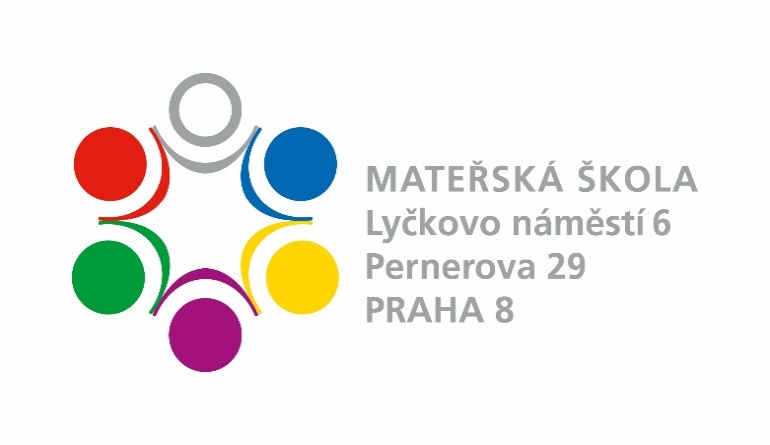 MATEŘSKÁ ŠKOLA
Lyčkovo náměstí 6
Pernerova 29
PRAHA 8